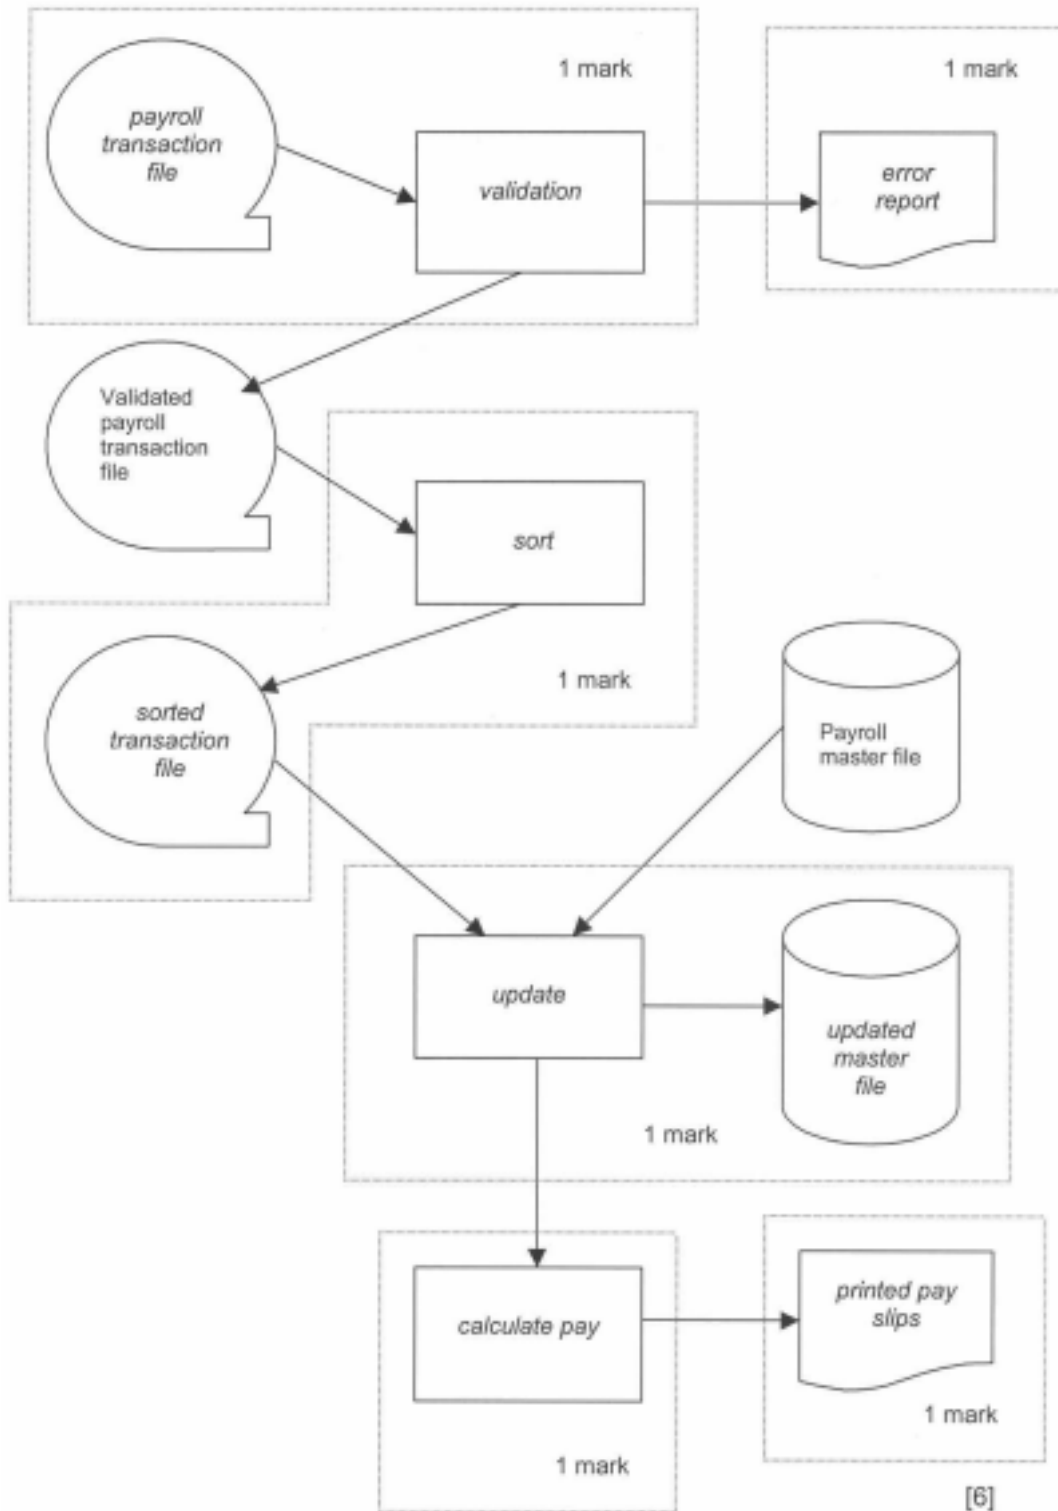 1 mark
1 mark
payroll
transaction
file
validation
error
report
Validated
payroll
transaction
file
sort
1 mark
sorted
transaction
file
Payroll
master file
update
updated
master
file
1 mark
calculate pay
printed pay
slips
1 mark
1 mark
[6]